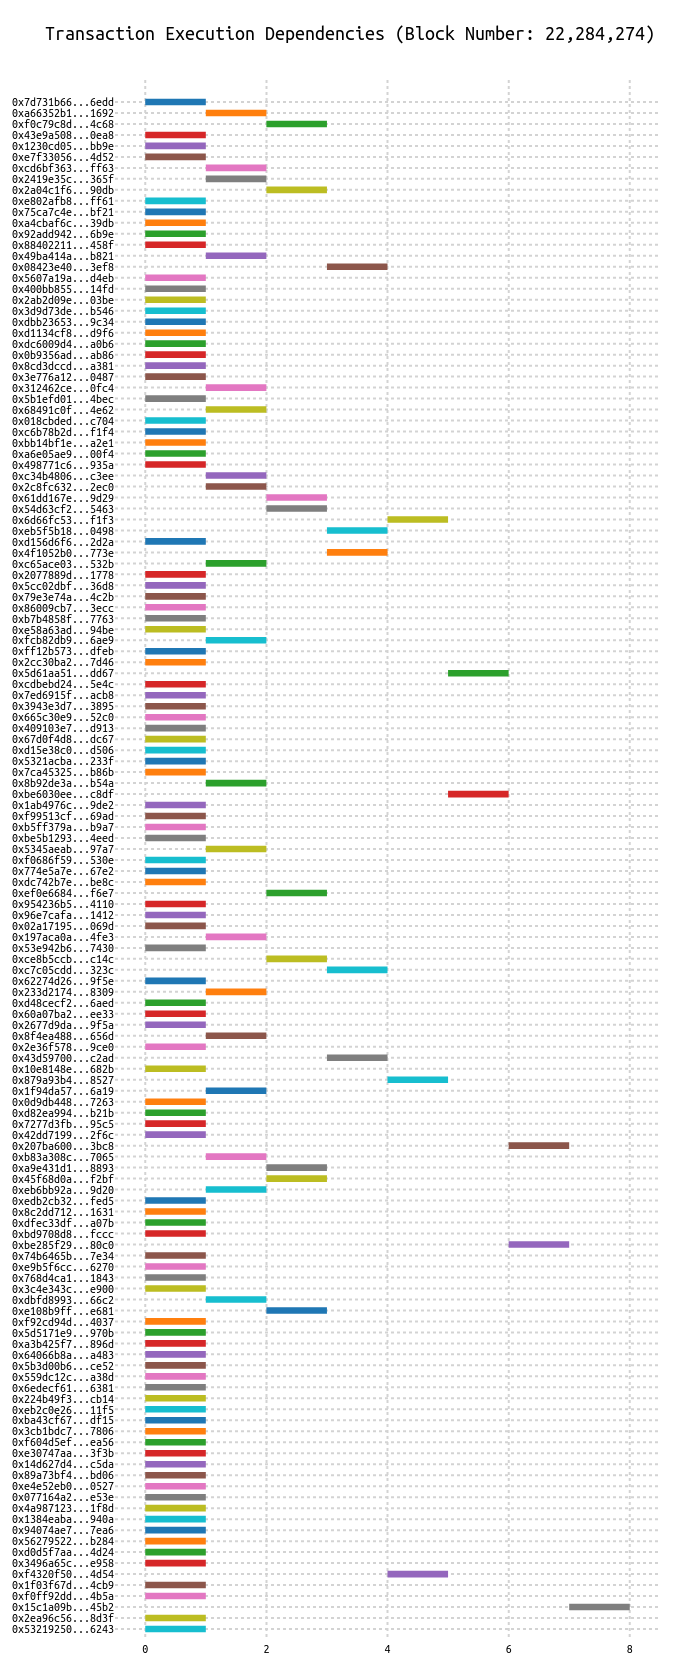 Transaction Execution Dependencies (Block Number: 22,284,274)
0x7d731b66...6edd
0xa66352b1...1692
0xf0c79c8d...4c68
0x43e9a508...0ea8
0x1230cd05...bb9e
0xe7f33056...4d52
0xcd6bf363...ff63
0x2419e35c...365f
0x2a04c1f6...90db
0xe802afb8...ff61
0x75ca7c4e...bf21
0xa4cbaf6c...39db
0x92add942...6b9e
0x88402211...458f
0x49ba414a...b821
0x08423e40...3ef8
0x5607a19a...d4eb
0x400bb855...14fd
0x2ab2d09e...03be
0x3d9d73de...b546
0xdbb23653...9c34
0xd1134cf8...d9f6
0xdc6009d4...a0b6
0x0b9356ad...ab86
0x8cd3dccd...a381
0x3e776a12...0487
0x312462ce...0fc4
0x5b1efd01...4bec
0x68491c0f...4e62
0x018cbded...c704
0xc6b78b2d...f1f4
0xbb14bf1e...a2e1
0xa6e05ae9...00f4
0x498771c6...935a
0xc34b4806...c3ee
0x2c8fc632...2ec0
0x61dd167e...9d29
0x54d63cf2...5463
0x6d66fc53...f1f3
0xeb5f5b18...0498
0xd156d6f6...2d2a
0x4f1052b0...773e
0xc65ace03...532b
0x2077889d...1778
0x5cc02dbf...36d8
0x79e3e74a...4c2b
0x86009cb7...3ecc
0xb7b4858f...7763
0xe58a63ad...94be
0xfcb82db9...6ae9
0xff12b573...dfeb
0x2cc30ba2...7d46
0x5d61aa51...dd67
0xcdbebd24...5e4c
0x7ed6915f...acb8
0x3943e3d7...3895
0x665c30e9...52c0
0x409103e7...d913
0x67d0f4d8...dc67
0xd15e38c0...d506
0x5321acba...233f
0x7ca45325...b86b
0x8b92de3a...b54a
0xbe6030ee...c8df
0x1ab4976c...9de2
0xf99513cf...69ad
0xb5ff379a...b9a7
0xbe5b1293...4eed
0x5345aeab...97a7
0xf0686f59...530e
0x774e5a7e...67e2
0xdc742b7e...be8c
0xef0e6684...f6e7
0x954236b5...4110
0x96e7cafa...1412
0x02a17195...069d
0x197aca0a...4fe3
0x53e942b6...7430
0xce8b5ccb...c14c
0xc7c05cdd...323c
0x62274d26...9f5e
0x233d2174...8309
0xd48cecf2...6aed
0x60a07ba2...ee33
0x2677d9da...9f5a
0x8f4ea488...656d
0x2e36f578...9ce0
0x43d59700...c2ad
0x10e8148e...682b
0x879a93b4...8527
0x1f94da57...6a19
0x0d9db448...7263
0xd82ea994...b21b
0x7277d3fb...95c5
0x42dd7199...2f6c
0x207ba600...3bc8
0xb83a308c...7065
0xa9e431d1...8893
0x45f68d0a...f2bf
0xeb6bb92a...9d20
0xedb2cb32...fed5
0x8c2dd712...1631
0xdfec33df...a07b
0xbd9708d8...fccc
0xbe285f29...80c0
0x74b6465b...7e34
0xe9b5f6cc...6270
0x768d4ca1...1843
0x3c4e343c...e900
0xdbfd8993...66c2
0xe108b9ff...e681
0xf92cd94d...4037
0x5d5171e9...970b
0xa3b425f7...896d
0x64066b8a...a483
0x5b3d00b6...ce52
0x559dc12c...a38d
0x6edecf61...6381
0x224b49f3...cb14
0xeb2c0e26...11f5
0xba43cf67...df15
0x3cb1bdc7...7806
0xf604d5ef...ea56
0xe30747aa...3f3b
0x14d627d4...c5da
0x89a73bf4...bd06
0xe4e52eb0...0527
0x077164a2...e53e
0x4a987123...1f8d
0x1384eaba...940a
0x94074ae7...7ea6
0x56279522...b284
0xd0d5f7aa...4d24
0x3496a65c...e958
0xf4320f50...4d54
0x1f03f67d...4cb9
0xf0ff92dd...4b5a
0x15c1a09b...45b2
0x2ea96c56...8d3f
0x53219250...6243
0 2 4 6 8